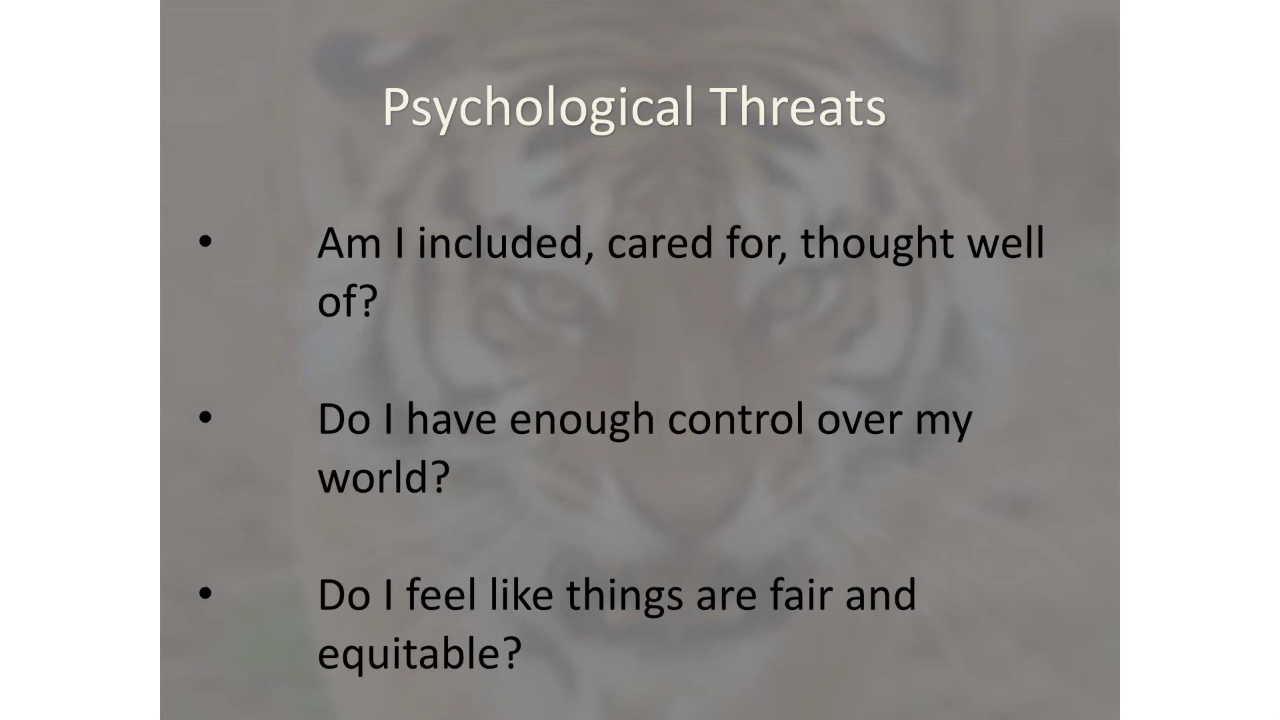 Psychological Threats
• Am I included, cared for, thought well
of?
• Do I have enough control over my
world?
• Do I feel like things are fair and
equitable?